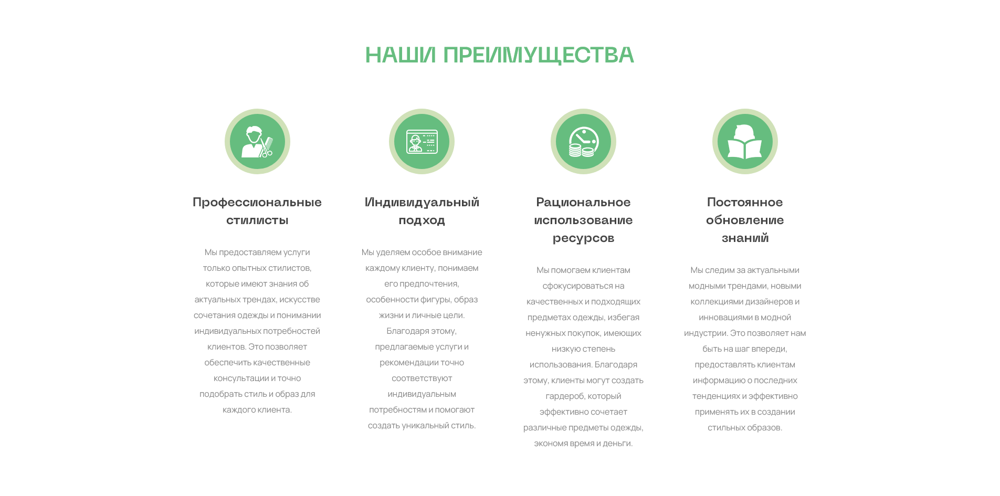 НАШИ ПРЕИМУЩЕСТВА
Профессиональные
стилисты
Мы предоставляем услуги
только опытных стилистов,
которые имеют знания об
актуальных трендах, искусстве
сочетания одежды и понимании
индивидуальных потребностей
клиентов. Это позволяет
обеспечить качественные
консультации и точно
подобрать стиль и образ для
каждого клиента.
Индивидуальный
подход
Мы уделяем особое внимание
каждому клиенту, понимаем
его предпочтения,
особенности фигуры, образ
жизни и личные цели.
Благодаря этому,
предлагаемые услуги и
рекомендации точно
соответствуют
индивидуальным
потребностям и помогают
создать уникальный стиль.
Рациональное
использование
ресурсов
Мы помогаем клиентам
сфокусироваться на
качественных и подходящих
предметах одежды, избегая
ненужных покупок, имеющих
низкую степень
использования. Благодаря
этому, клиенты могут создать
гардероб, который
эффективно сочетает
различные предметы одежды,
экономя время и деньги.
Постоянное
обновление
знаний
Мы следим за актуальными
модными трендами, новыми
коллекциями дизайнеров и
инновациями в модной
индустрии. Это позволяет нам
быть на шаг впереди,
предоставлять клиентам
информацию о последних
тенденциях и эффективно
применять их в создании
стильных образов.